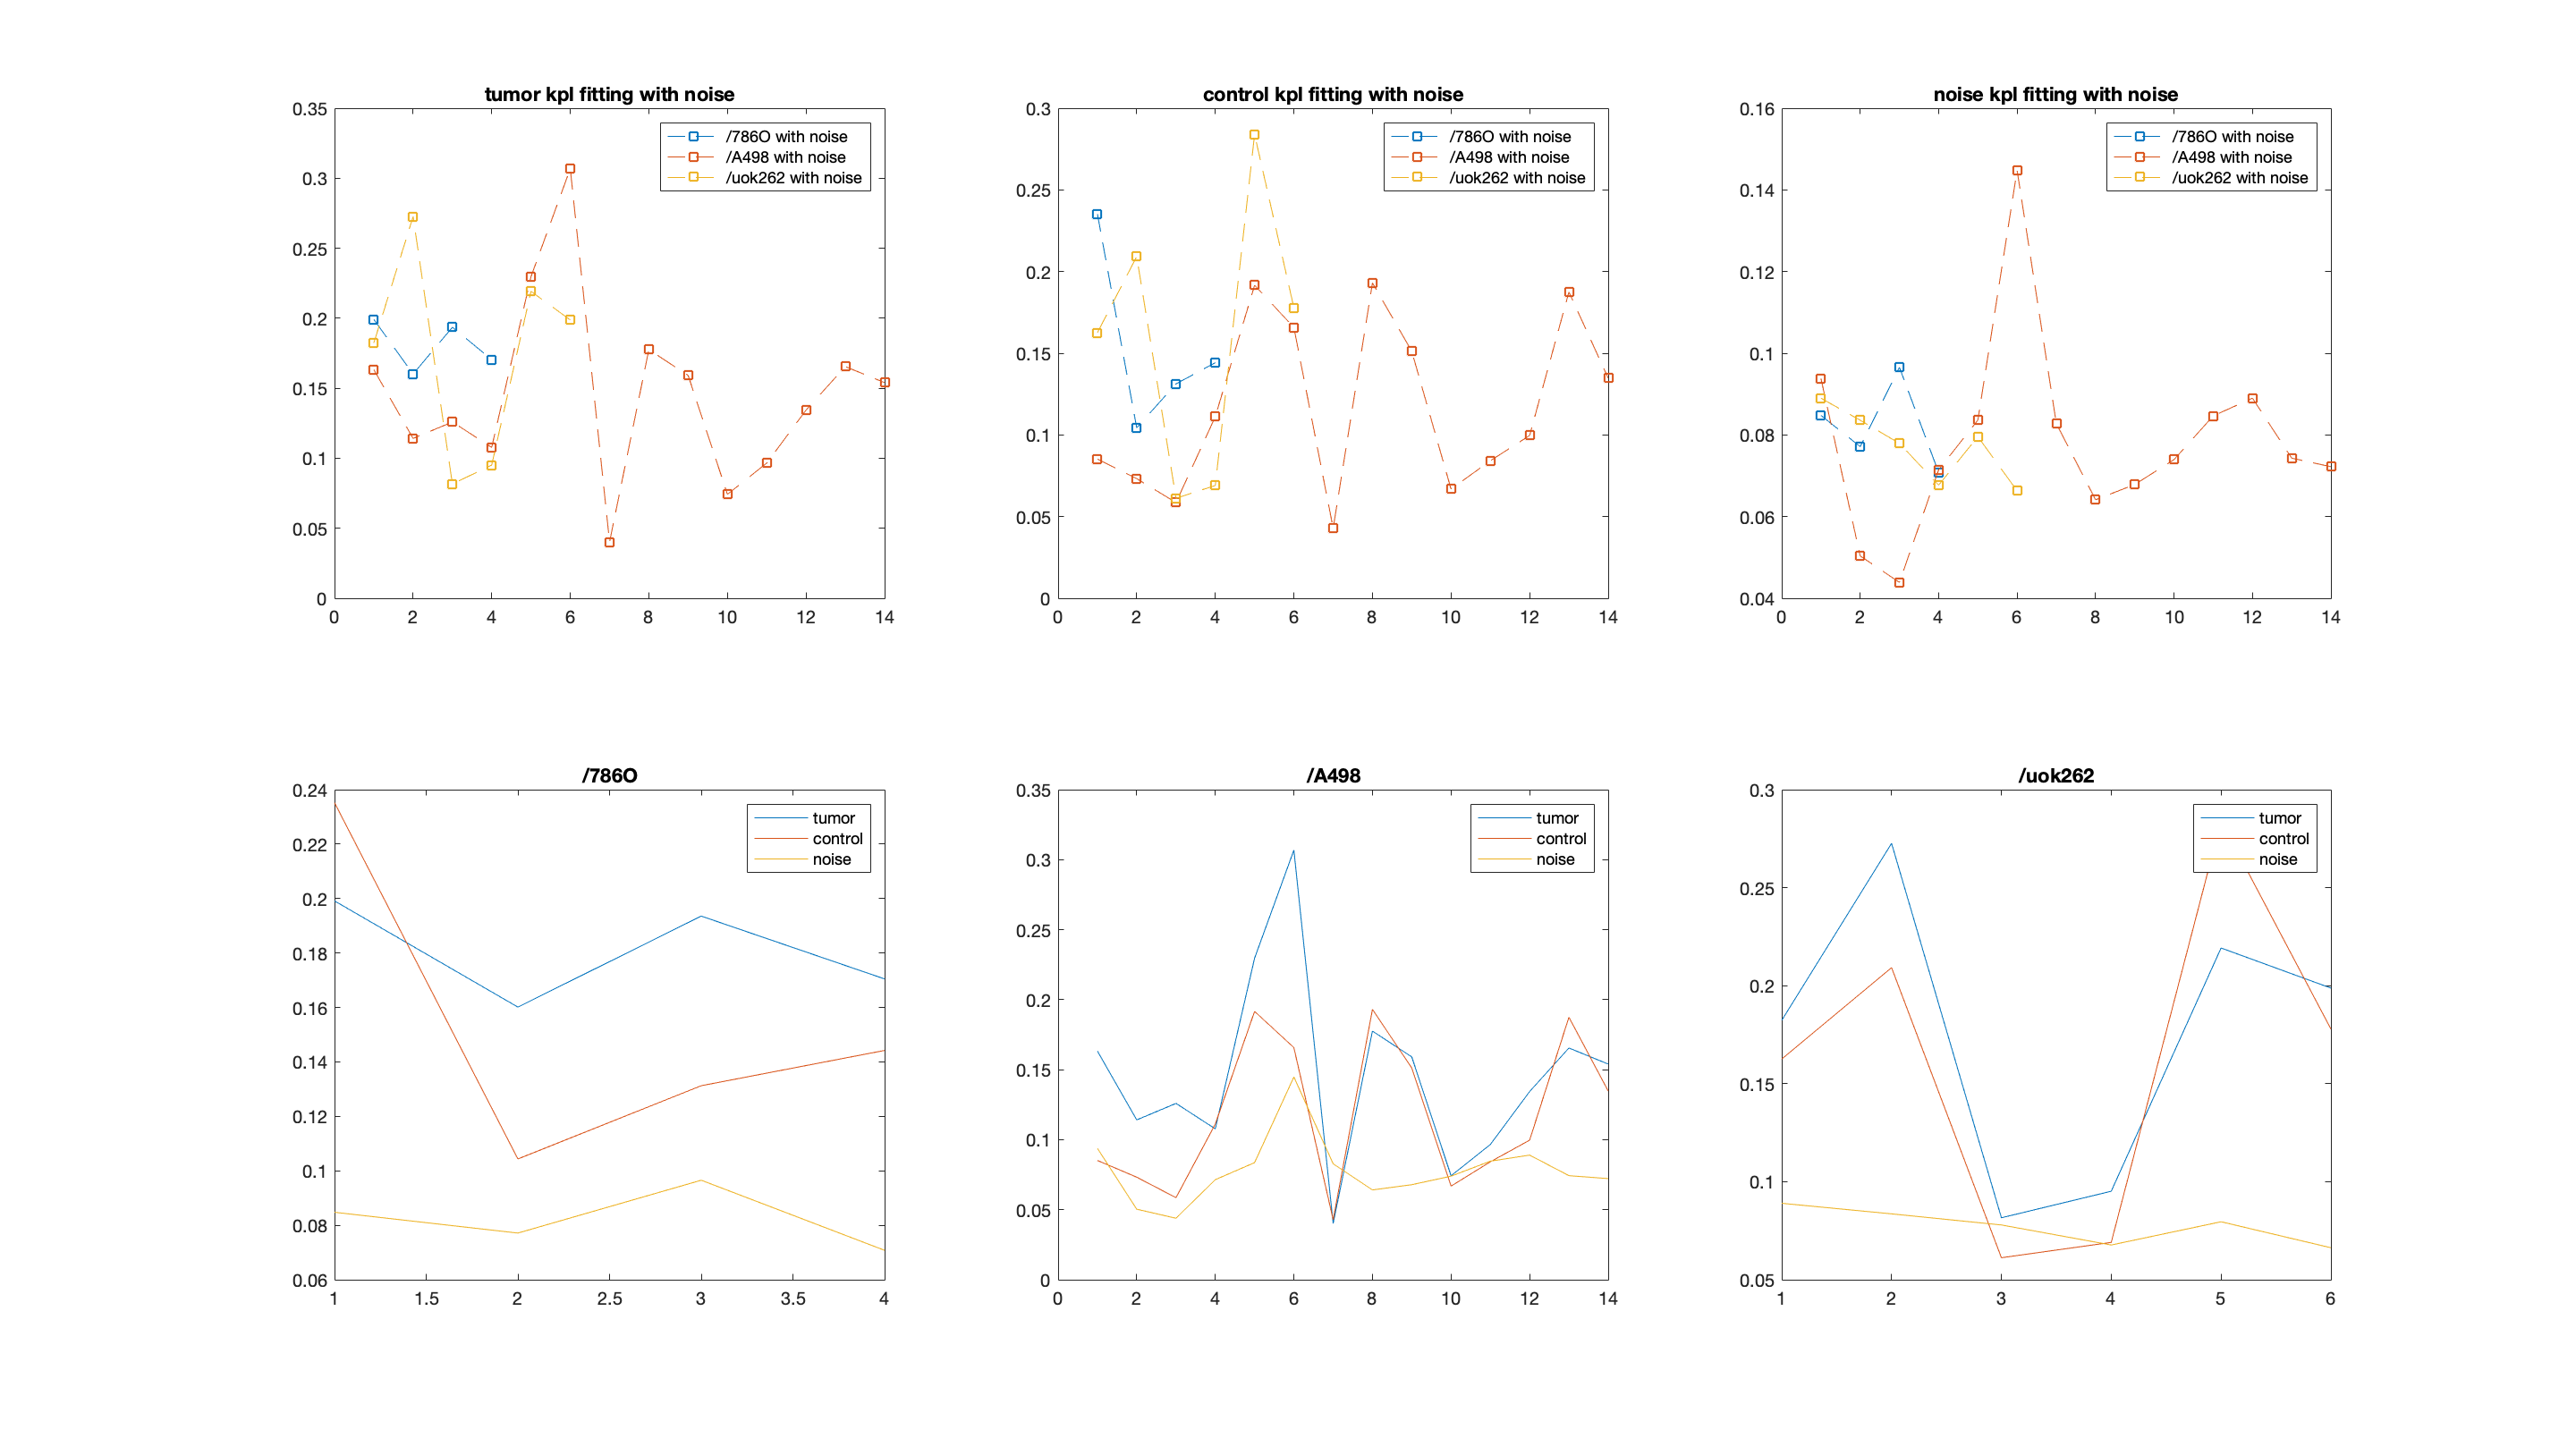 tumor kpl fitting with noise
0.35
0.3
0.25
0.2
0.15
0.1
0.05
0
0 2 4 6 8 10 12 14
/786O with noise
/A498 with noise
/uok262 with noise
control kpl fitting with noise
0.3
0.25
0.2
0.15
0.1
0.05
0
0 2 4 6 8 10 12 14
/786O with noise
/A498 with noise
/uok262 with noise
noise kpl fitting with noise
0.16
0.14
0.12
0.1
0.08
0.06
0.04
0 2 4 6 8 10 12 14
/786O with noise
/A498 with noise
/uok262 with noise
/786O
0.24
0.22
0.2
0.18
0.16
0.14
0.12
0.1
0.08
0.06
1 1.5 2 2.5 3 3.5 4
tumor
control
noise
/A498
0.35
0.3
0.25
0.2
0.15
0.1
0.05
0
0 2 4 6 8 10 12 14
tumor
control
noise
/uok262
0.3
0.25
0.2
0.15
0.1
0.05
1 2 3 4 5 6
tumor
control
noise